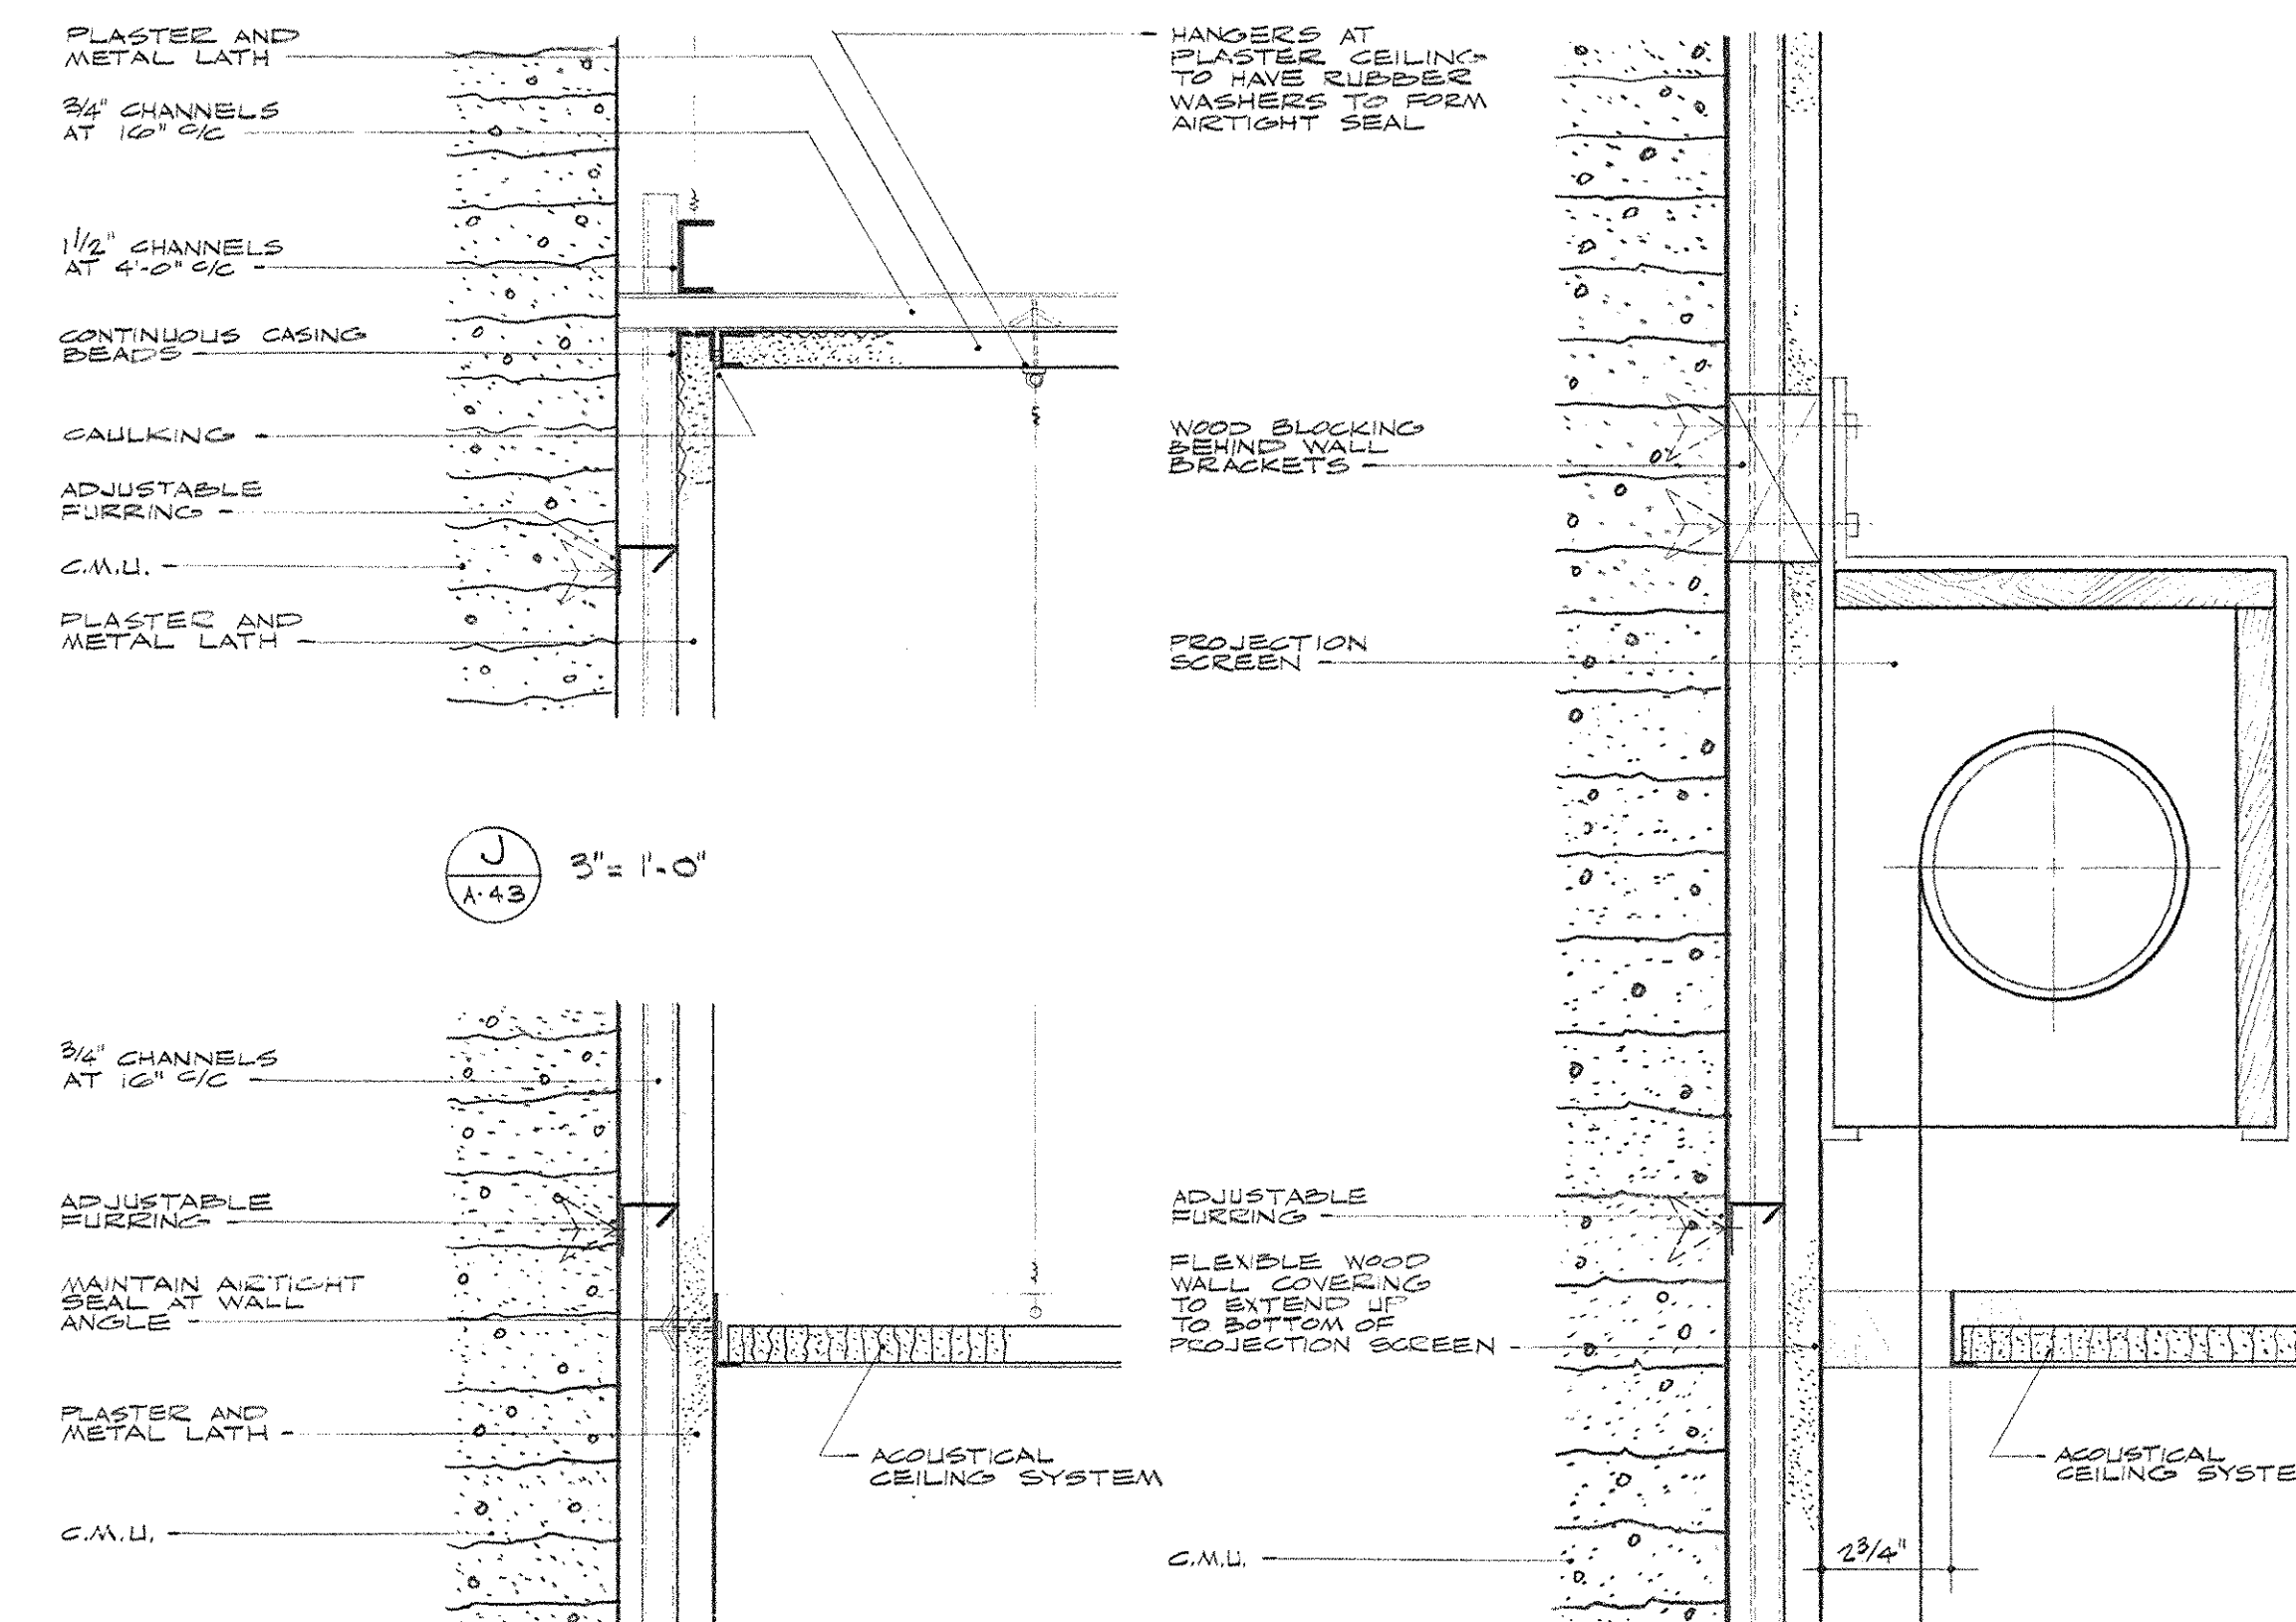 PLASTER AND
METAL LATH
3/4" CHANNELS
AT 16" C/C
1 1/2" CHANNELS
AT 4'-0" C/C
CONTINUOUS CASING
BEADS
CAULKING
ADJUSTABLE
FURRING
C.M.U.
PLASTER AND
METAL LATH
HANGERS AT
PLASTER CEILING
TO HAVE RUBBER
WASHERS TO FORM
AIRTIGHT SEAL
WOOD BLOCKING
BEHIND WALL
BRACKETS
PROJECTION
SCREEN
J
A-43
3" = 1'-0"
3/4" CHANNELS
AT 16" C/C
ADJUSTABLE
FURRING
MAINTAIN AIRTIGHT
SEAL AT WALL
ANGLE
PLASTER AND
METAL LATH
C.M.U.
ACOUSTICAL
CEILING SYSTEM
ADJUSTABLE
FURRING
FLEXIBLE WOOD
WALL COVERING
TO EXTEND UP
TO BOTTOM OF
PROJECTION SCREEN
C.M.U.
ACOUSTICAL
CEILING SYSTE
2 3/4"